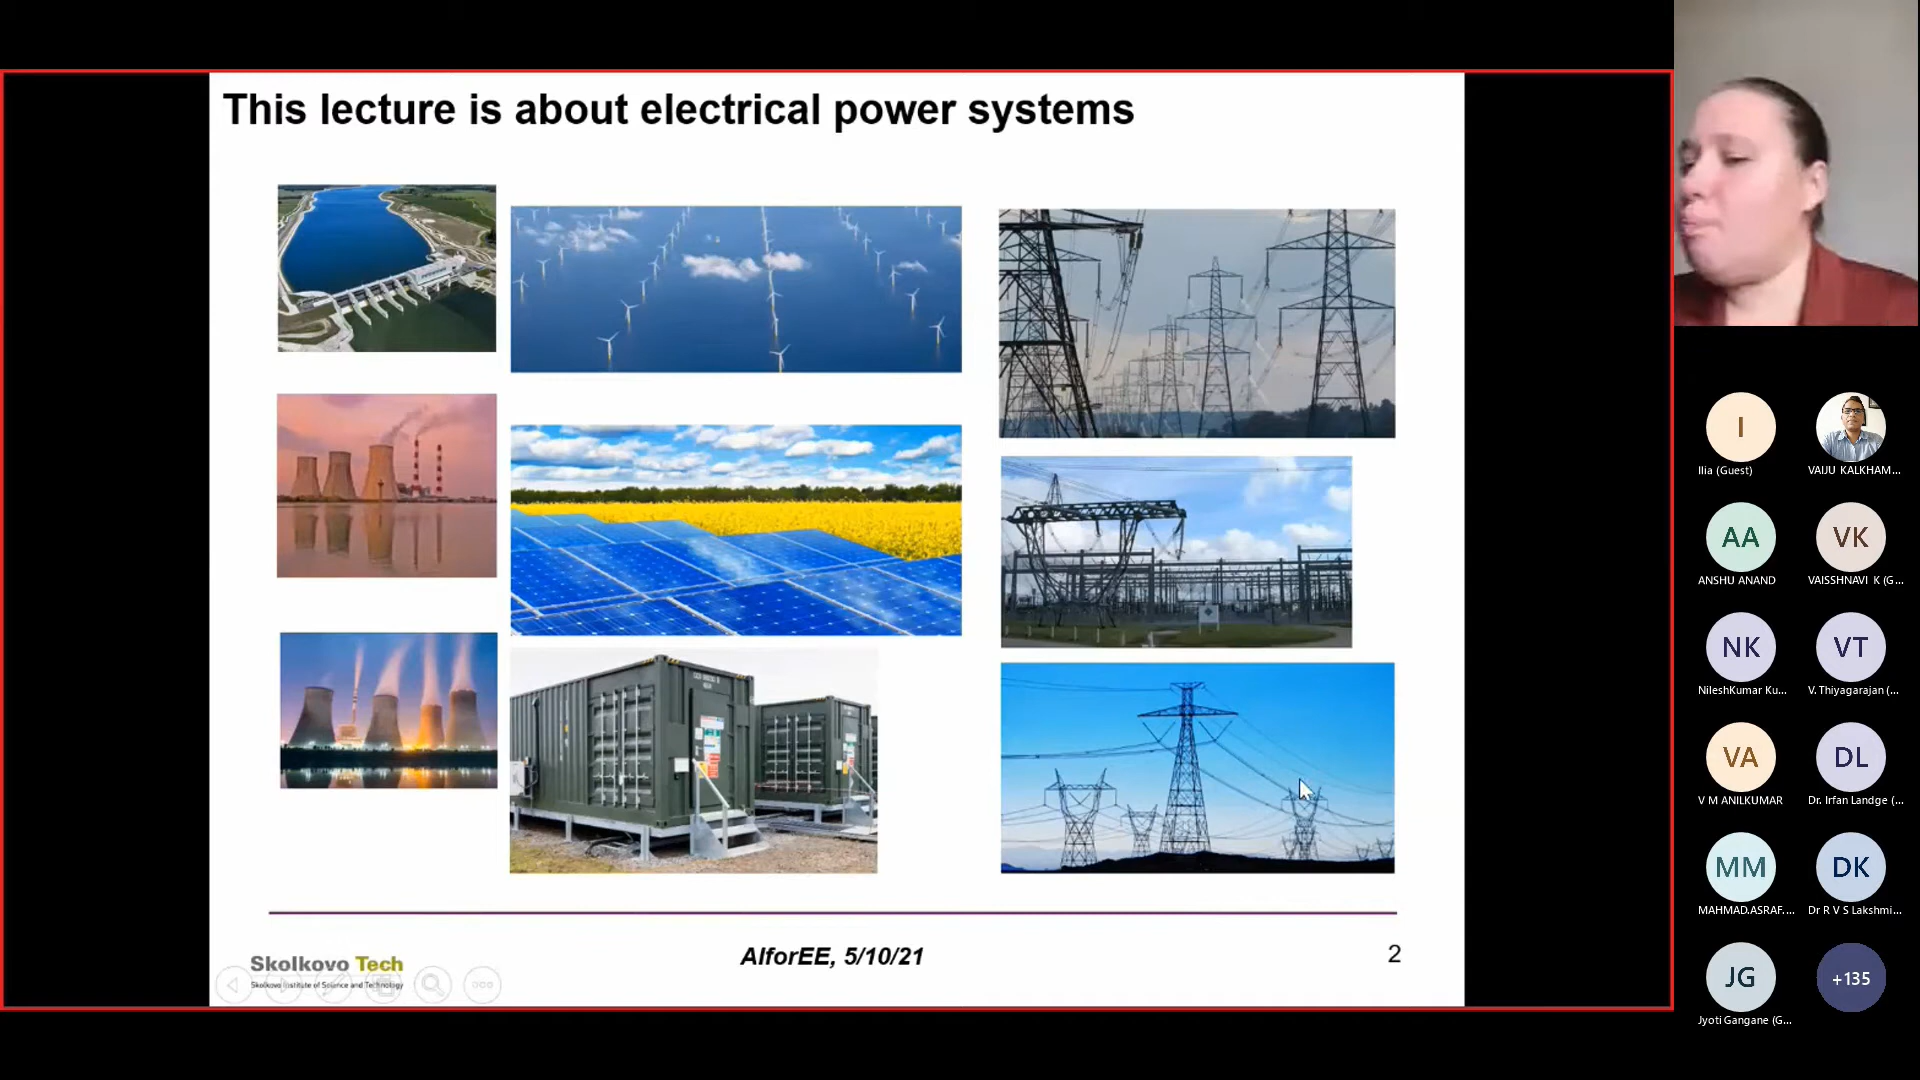 This lecture is about electrical power systems
Skolkovo Tech
Skolkovo Institute of Science and Technology
AIforEE, 5/10/21
2
I
Ilia (Guest)
VAIJU KALKHAM...
AA
ANSHU ANAND
VK
VAISSHNAVI K (G...
NK
NileshKumar Ku...
VT
V. Thiyagarajan (...
VA
V M ANILKUMAR
DL
Dr. Irfan Landge (...
MM
MAHMAD.ASRAF....
DK
Dr R V S Lakshmi...
JG
Jyoti Gangane (G...
+135